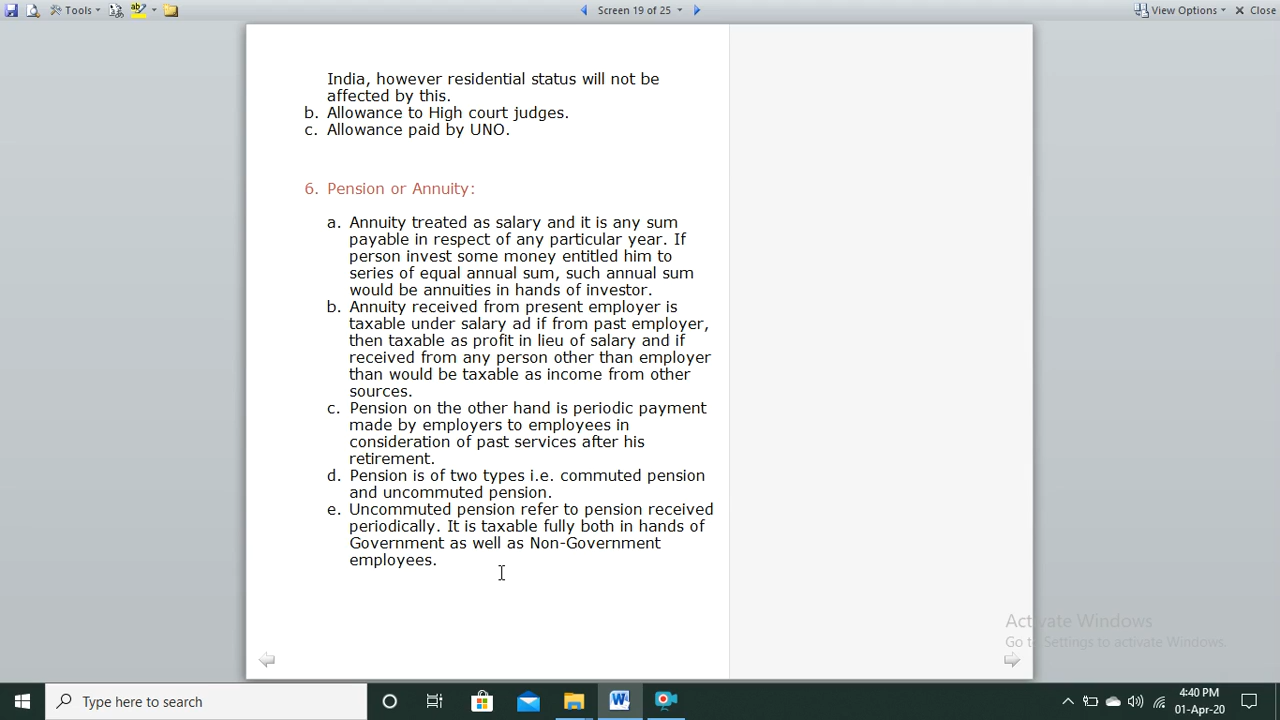 Tools
Screen 19 of 25
View Options
Close
India, however residential status will not be
affected by this.
b. Allowance to High court judges.
c. Allowance paid by UNO.
6. Pension or Annuity:
a. Annuity treated as salary and it is any sum
payable in respect of any particular year. If
person invest some money entitled him to
series of equal annual sum, such annual sum
would be annuities in hands of investor.
b. Annuity received from present employer is
taxable under salary ad if from past employer,
then taxable as profit in lieu of salary and if
received from any person other than employer
than would be taxable as income from other
sources.
c. Pension on the other hand is periodic payment
made by employers to employees in
consideration of past services after his
retirement.
d. Pension is of two types i.e. commuted pension
and uncommuted pension.
e. Uncommuted pension refer to pension received
periodically. It is taxable fully both in hands of
Government as well as Non-Government
employees.
Activate Windows
Go to Settings to activate Windows.
Type here to search
4:40 PM
01-Apr-20